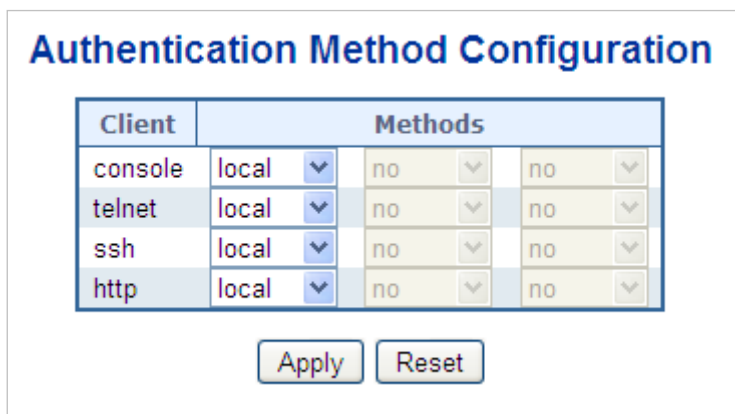 Authentication Method Configuration
Client Methods
console local no no
telnet local no no
ssh local no no
http local no no
Apply Reset